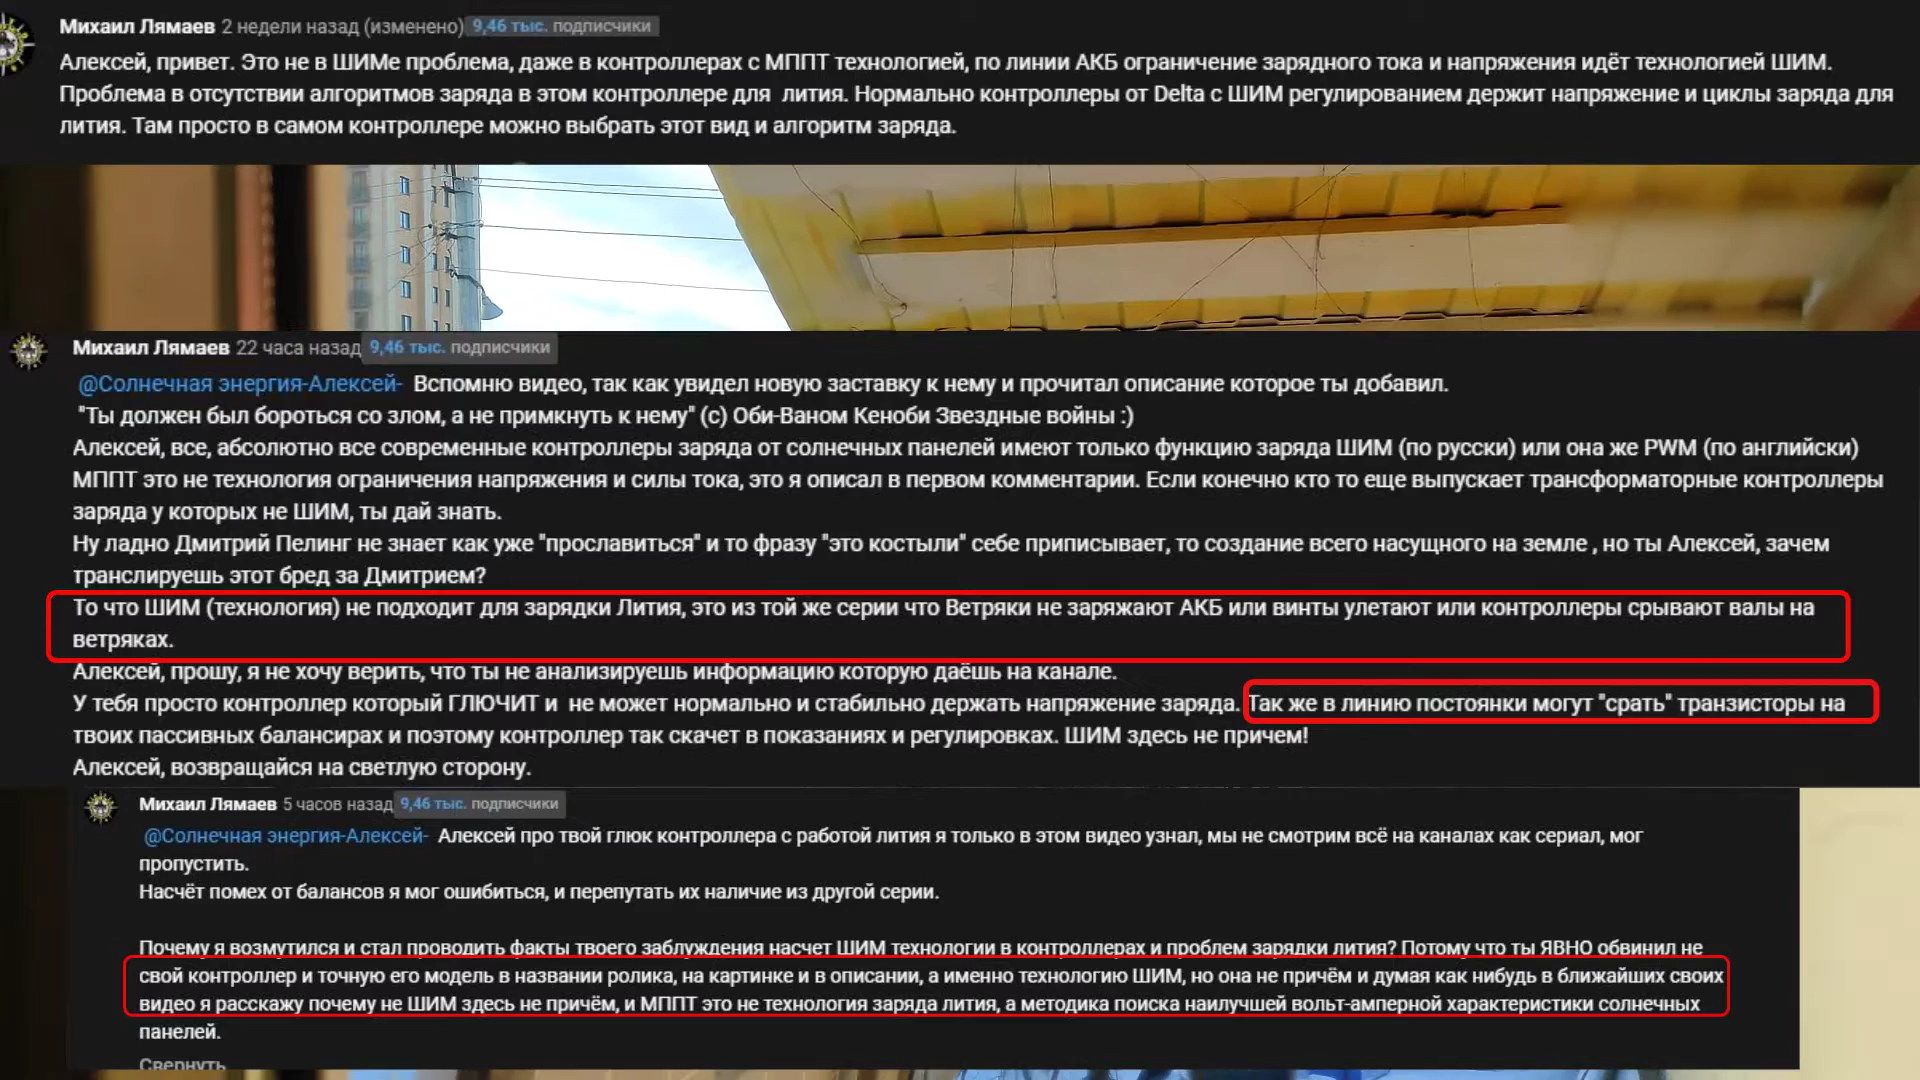 Михаил Лямаев 2 недели назад (изменено) 9,46 тыс. подписчики
Алексей, привет. Это не в ШИМе проблема, даже в контроллерах с МППТ технологией, по линии АКБ ограничение зарядного тока и напряжения идёт технологией ШИМ.
Проблема в отсутствии алгоритмов заряда в этом контроллере для лития. Нормально контроллеры от Delta с ШИМ регулированием держит напряжение и циклы заряда для
лития. Там просто в самом контроллере можно выбрать этот вид и алгоритм заряда.
Михаил Лямаев 22 часа назад 9,46 тыс. подписчики
@Солнечная энергия-Алексей- Вспомню видео, так как увидел новую заставку к нему и прочитал описание которое ты добавил.
"Ты должен был бороться со злом, а не примкнуть к нему" (с) Оби-Ваном Кеноби Звездные войны :)
Алексей, все, абсолютно все современные контроллеры заряда от солнечных панелей имеют только функцию заряда ШИМ (по русски) или она же PWM (по английски)
МППТ это не технология ограничения напряжения и силы тока, это я описал в первом комментарии. Если конечно кто то еще выпускает трансформаторные контроллеры
заряда у которых не ШИМ, ты дай знать.
Ну ладно Дмитрий Пелинг не знает как уже "прославиться" и то фразу "это костыли" себе приписывает, то создание всего насущного на земле , но ты Алексей, зачем
транслируешь этот бред за Дмитрием?
То что ШИМ (технология) не подходит для зарядки Лития, это из той же серии что Ветряки не заряжают АКБ или винты улетают или контроллеры срывают валы на
ветряках.
Алексей, прошу, я не хочу верить, что ты не анализируешь информацию которую даёшь на канале.
У тебя просто контроллер который ГЛЮЧИТ и не может нормально и стабильно держать напряжение заряда. Так же в линию постоянки могут "срать" транзисторы на
твоих пассивных балансирах и поэтому контроллер так скачет в показаниях и регулировках. ШИМ здесь не причем!
Алексей, возвращайся на светлую сторону.
Михаил Лямаев 5 часов назад 9,46 тыс. подписчики
@Солнечная энергия-Алексей- Алексей про твой глюк контроллера с работой лития я только в этом видео узнал, мы не смотрим всё на каналах как сериал, мог
пропустить.
Насчёт помех от балансов я мог ошибиться, и перепутать их наличие из другой серии.
Почему я возмутился и стал проводить факты твоего заблуждения насчет ШИМ технологии в контроллерах и проблем зарядки лития? Потому что ты ЯВНО обвинил не
свой контроллер и точную его модель в названии ролика, на картинке и в описании, а именно технологию ШИМ, но она не причём и думая как нибудь в ближайших своих
видео я расскажу почему не ШИМ здесь не причём, и МППТ это не технология заряда лития, а методика поиска наилучшей вольт-амперной характеристики солнечных
панелей.
Свернуть